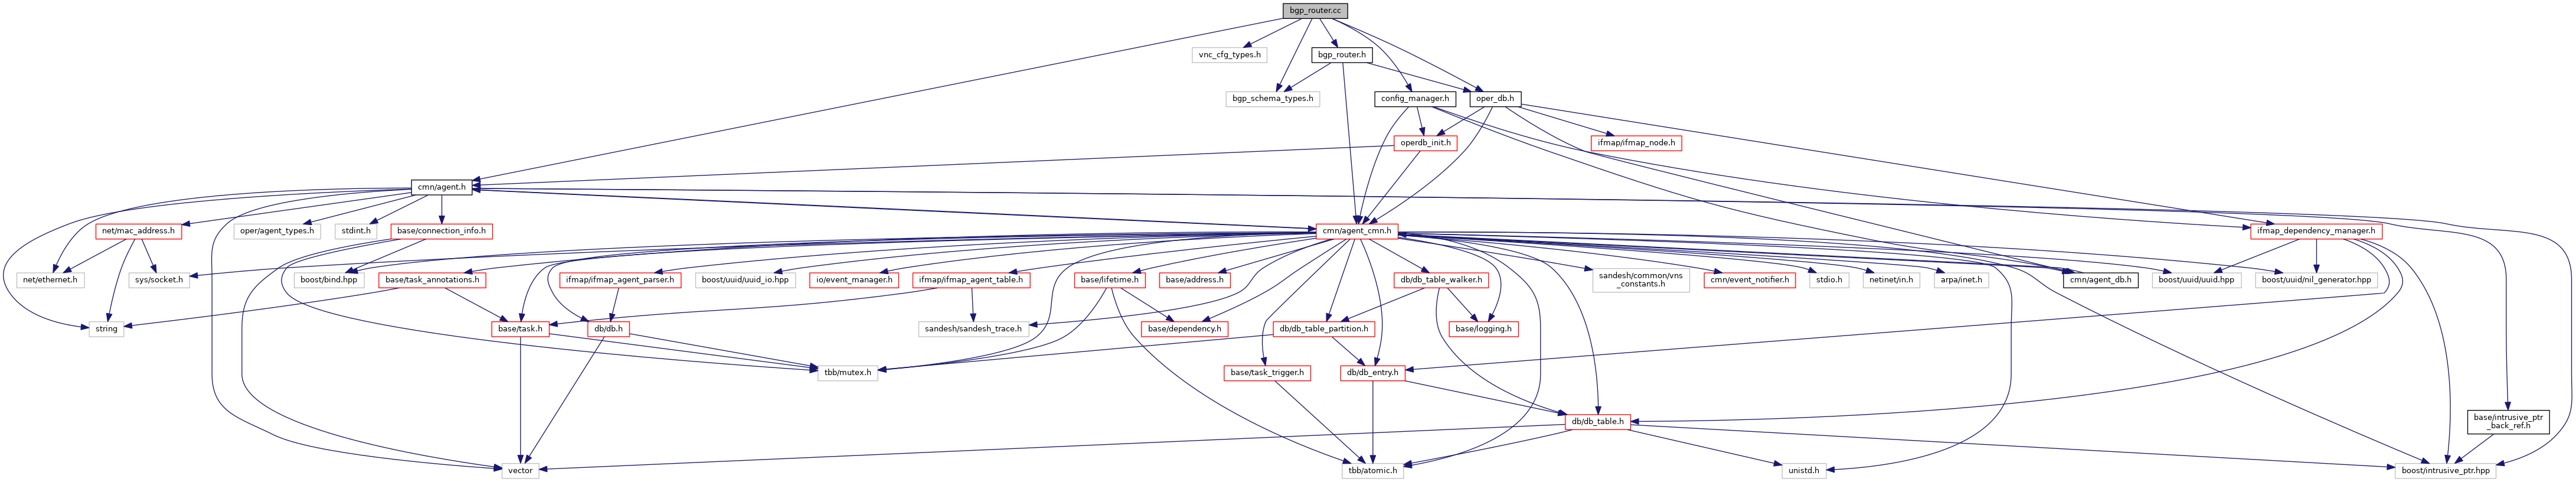 bgp_router.cc
vnc_cfg_types.h
bgp_router.h
bgp_schema_types.h
config_manager.h
oper_db.h
operdb_init.h
ifmap/ifmap_node.h
cmn/agent.h
net/mac_address.h
oper/agent_types.h
stdint.h
base/connection_info.h
cmn/agent_cmn.h
ifmap_dependency_manager.h
net/ethernet.h
sys/socket.h
boost/bind.hpp
base/task_annotations.h
ifmap/ifmap_agent_parser.h
boost/uuid/uuid_io.hpp
io/event_manager.h
ifmap/ifmap_agent_table.h
base/lifetime.h
base/address.h
db/db_table_walker.h
sandesh/common/vns
_constants.h
cmn/event_notifier.h
stdio.h
netinet/in.h
arpa/inet.h
cmn/agent_db.h
boost/uuid/uuid.hpp
boost/uuid/nil_generator.hpp
string
base/task.h
db/db.h
sandesh/sandesh_trace.h
base/dependency.h
db/db_table_partition.h
base/logging.h
tbb/mutex.h
base/task_trigger.h
db/db_entry.h
db/db_table.h
base/intrusive_ptr
_back_ref.h
vector
tbb/atomic.h
unistd.h
boost/intrusive_ptr.hpp